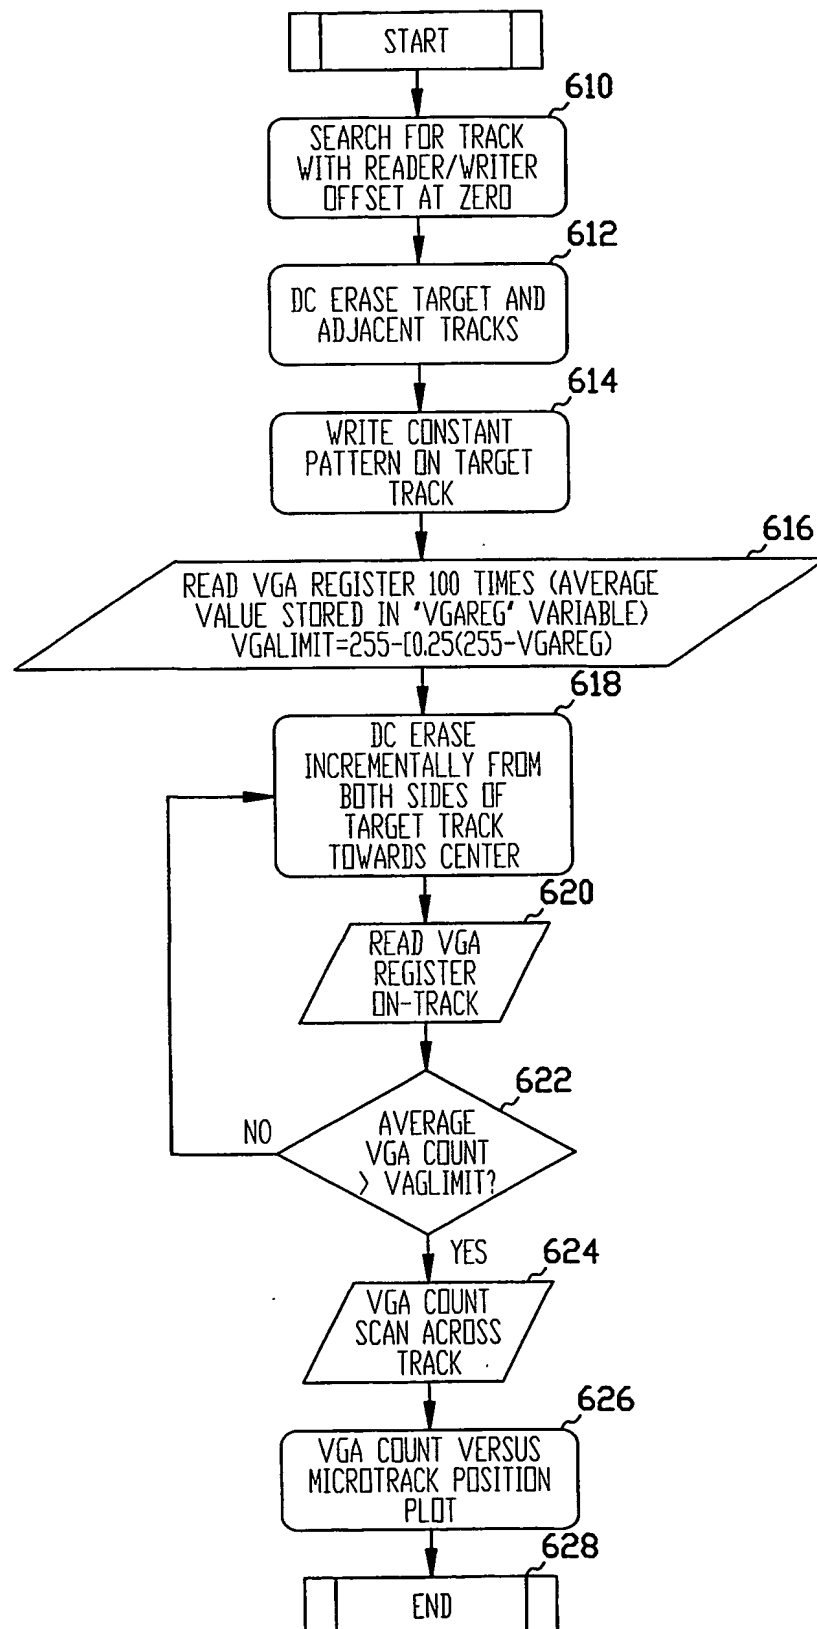 START
610
SEARCH FOR TRACK
WITH READER/WRITER
OFFSET AT ZERO
612
DC ERASE TARGET AND
ADJACENT TRACKS
614
WRITE CONSTANT
PATTERN ON TARGET
TRACK
616
READ VGA REGISTER 100 TIMES (AVERAGE
VALUE STORED IN 'VGAREG' VARIABLE)
VGALIMIT=255-[0.25(255-VGAREG)
618
DC ERASE
INCREMENTALLY FROM
BOTH SIDES OF
TARGET TRACK
TOWARDS CENTER
620
READ VGA
REGISTER
ON-TRACK
622
AVERAGE
VGA COUNT
> VAGLIMIT?
NO
YES
624
VGA COUNT
SCAN ACROSS
TRACK
626
VGA COUNT VERSUS
MICROTRACK POSITION
PLOT
628
END